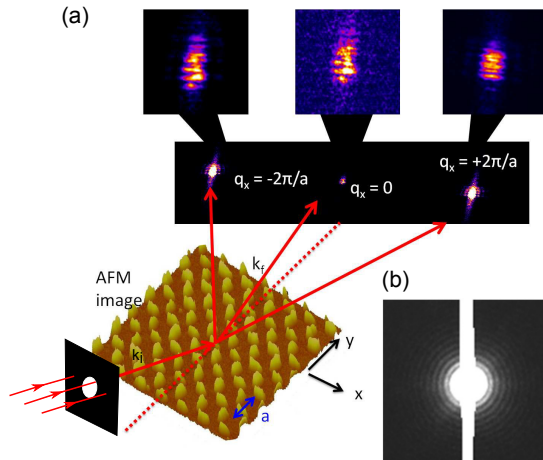 (a)
q_x = -2π/a
q_x = 0
q_x = +2π/a
AFM
image
k_f
k_i
y
x
a
(b)